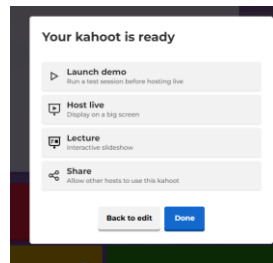 Your kahoot is ready
Launch demo
Run a test session before hosting live
Host live
Display on a big screen
Lecture
Interactive slideshow
Share
Allow other hosts to use this kahoot
Back to edit
Done